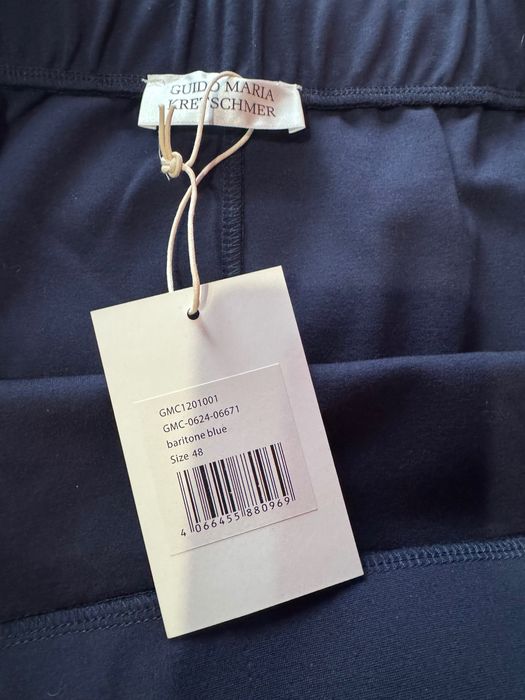 GUIDO MARIA
KRETSCHMER
GMC1201001
GMC-0624-06671
baritone blue
Size 48
4 066455 880969